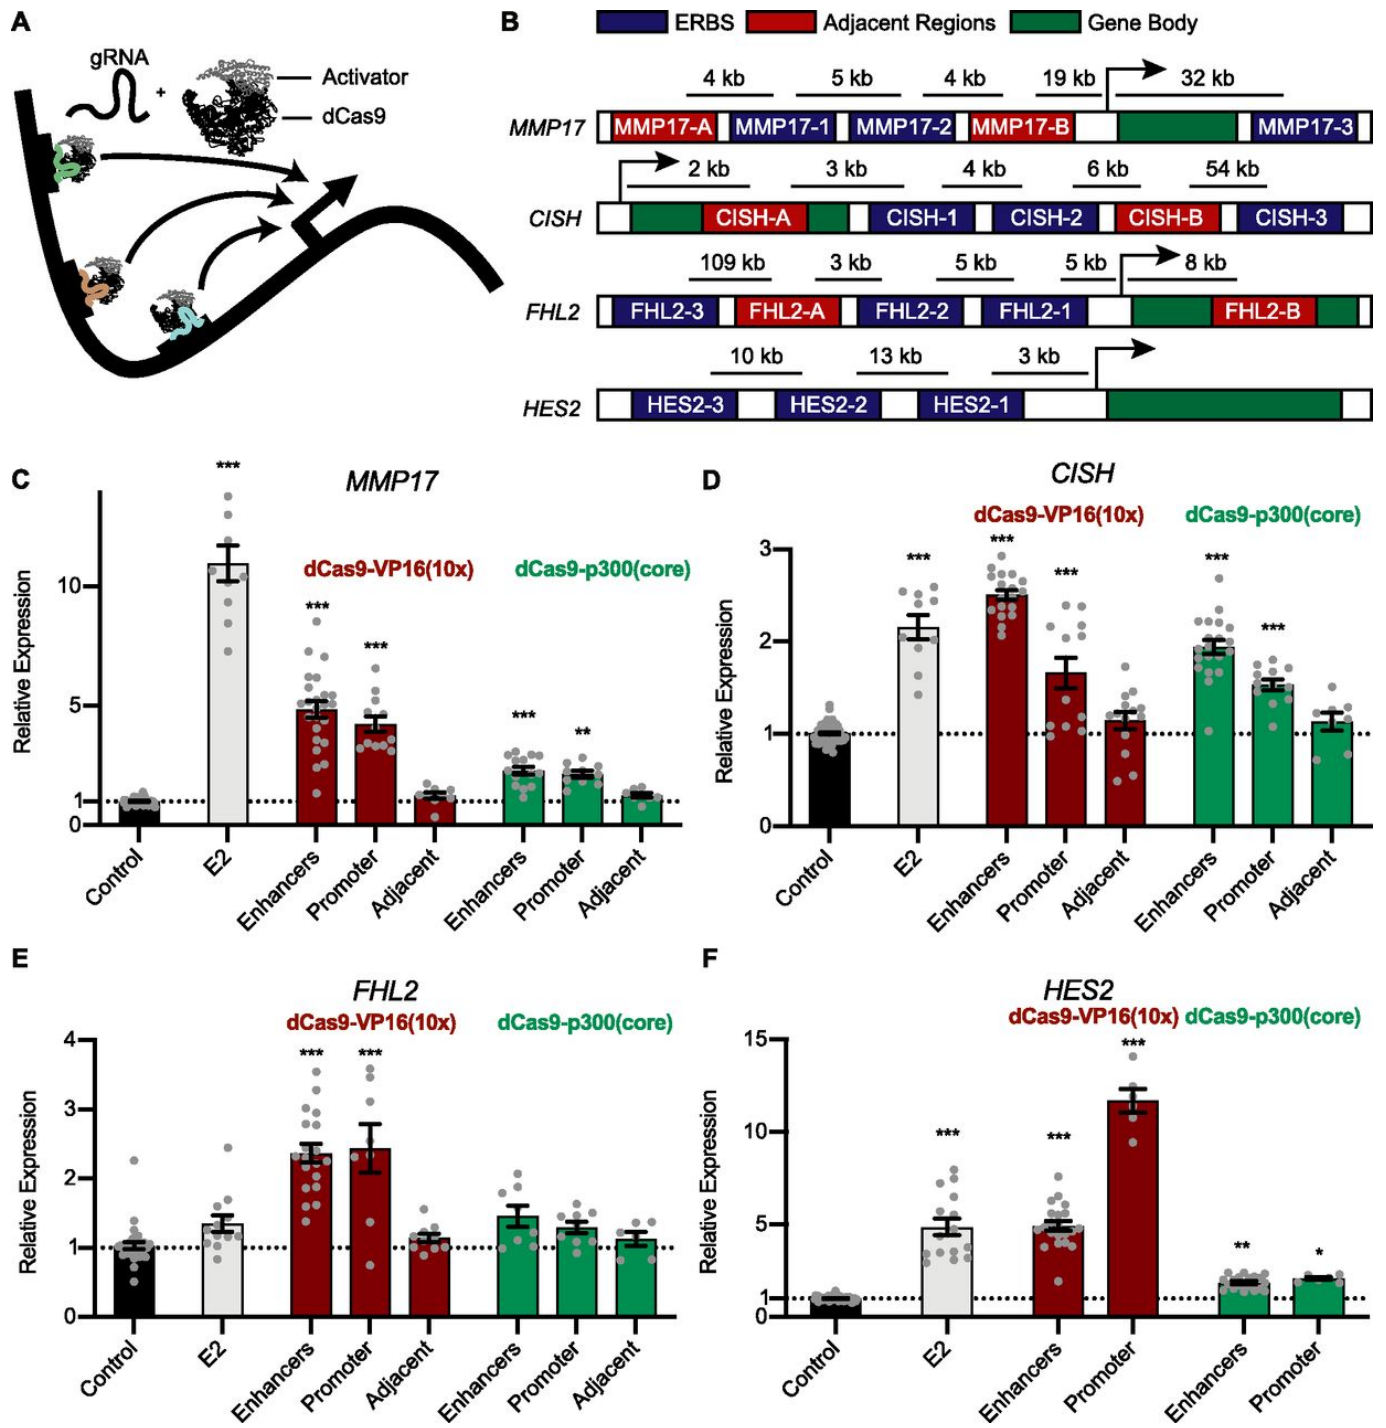 A
gRNA
+
Activator
dCas9
B
ERBS Adjacent Regions Gene Body
4 kb 5 kb 4 kb 19 kb 32 kb
MMP17 MMP17-A MMP17-1 MMP17-2 MMP17-B MMP17-3
2 kb 3 kb 4 kb 6 kb 54 kb
CISH CISH-A CISH-1 CISH-2 CISH-B CISH-3
109 kb 3 kb 5 kb 5 kb 8 kb
FHL2 FHL2-3 FHL2-A FHL2-2 FHL2-1 FHL2-B
10 kb 13 kb 3 kb
HES2 HES2-3 HES2-2 HES2-1
C
MMP17
dCas9-VP16(10x) dCas9-p300(core)
*** *** *** *** **
Relative Expression
10
5
1
0
Control E2 Enhancers Promoter Adjacent Enhancers Promoter Adjacent
D
CISH
dCas9-VP16(10x) dCas9-p300(core)
*** *** *** *** ***
Relative Expression
3
2
1
0
Control E2 Enhancers Promoter Adjacent Enhancers Promoter Adjacent
E
FHL2
dCas9-VP16(10x) dCas9-p300(core)
*** ***
Relative Expression
4
3
2
1
0
Control E2 Enhancers Promoter Adjacent Enhancers Promoter Adjacent
F
HES2
dCas9-VP16(10x) dCas9-p300(core)
*** *** *** ** *
Relative Expression
15
10
5
1
0
Control E2 Enhancers Promoter Enhancers Promoter